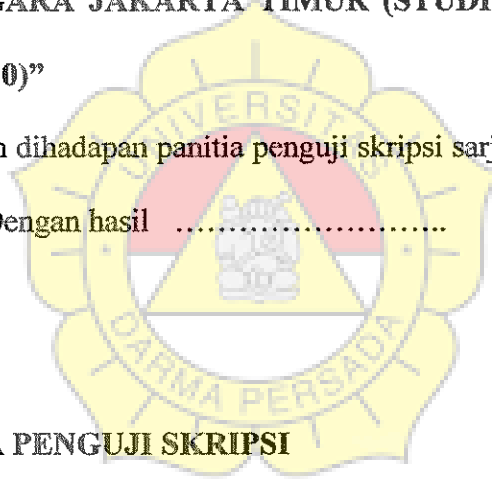 GARA JAKARTA TIMUR (STUDI
0)”
n dihadapan panitia penguji skripsi sarj
Dengan hasil ............................
UNIVERSITAS
DARMA PERSADA
A PENGUJI SKRIPSI